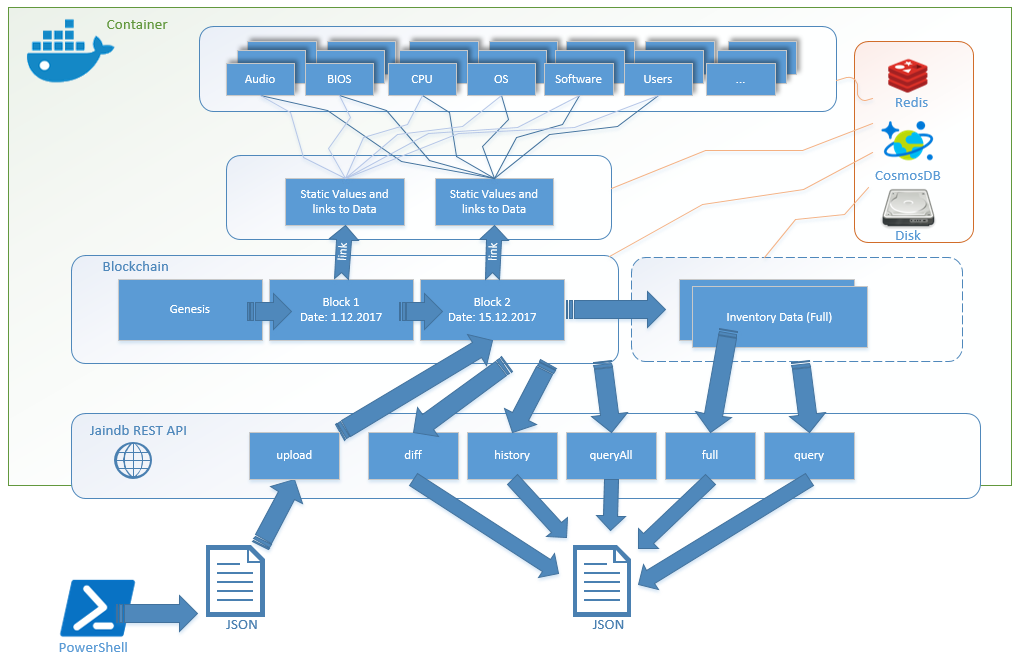 Container
Audio
BIOS
CPU
OS
Software
Users
...
Redis
CosmosDB
Disk
Static Values and
links to Data
Static Values and
links to Data
link
link
Blockchain
Genesis
Block 1
Date: 1.12.2017
Block 2
Date: 15.12.2017
Inventory Data (Full)
Jaindb REST API
upload
diff
history
queryAll
full
query
JSON
JSON
PowerShell